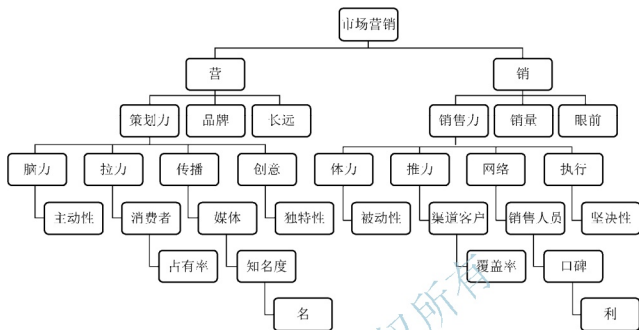 市场营销
营 销
策划力 品牌 长远 销售力 销量 眼前
脑力 拉力 传播 创意 体力 推力 网络 执行
主动性 消费者 媒体 独特性 被动性 渠道客户 销售人员 坚决性
占有率 知名度 覆盖率 口碑
名 利
所有